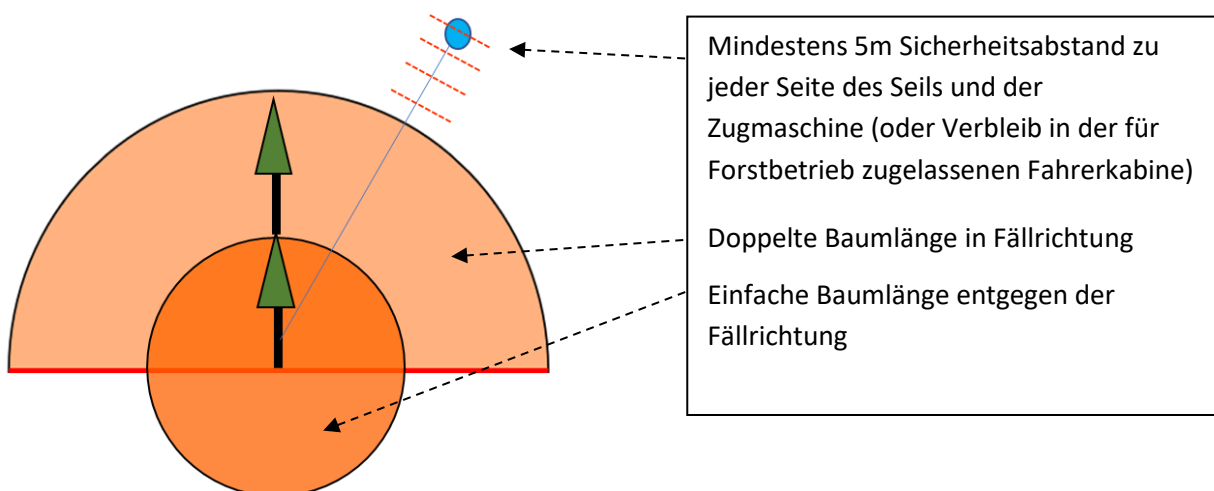 Mindestens 5m Sicherheitsabstand zu
jeder Seite des Seils und der
Zugmaschine (oder Verbleib in der für
Forstbetrieb zugelassenen Fahrerkabine)
Doppelte Baumlänge in Fällrichtung
Einfache Baumlänge entgegen der
Fällrichtung